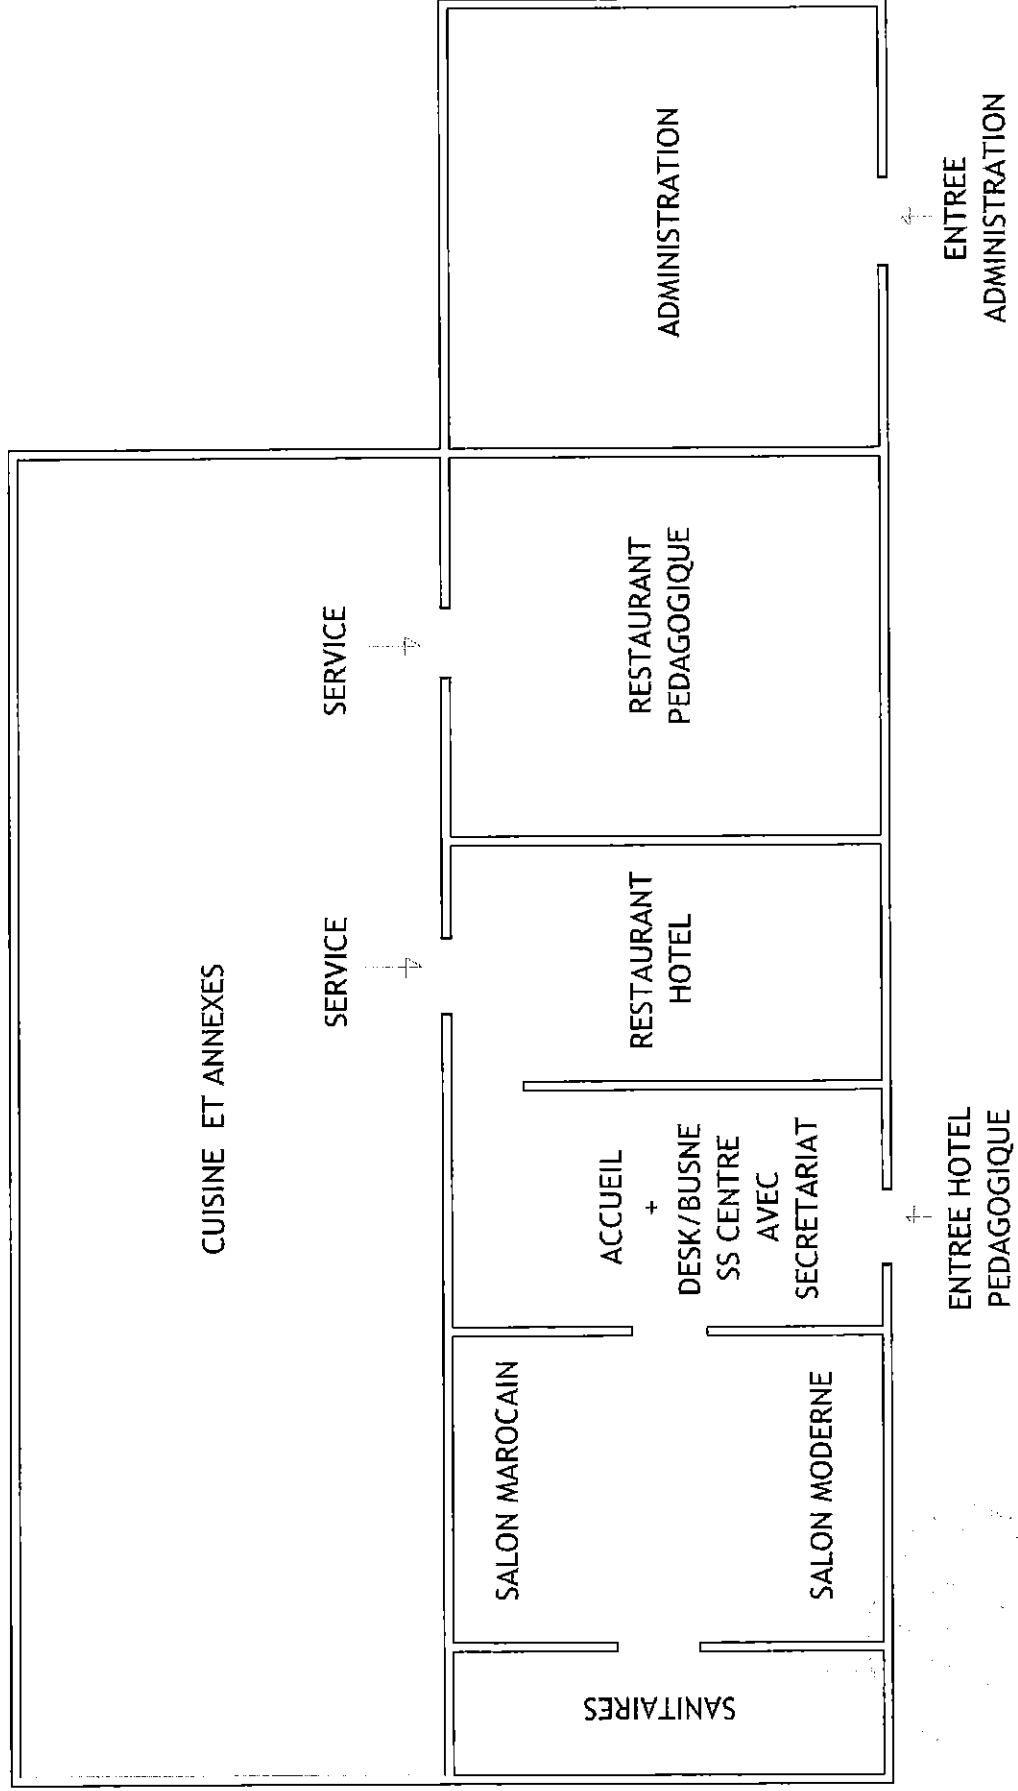 CUISINE ET ANNEXES
SERVICE
SERVICE
SANITAIRES
SALON MAROCAIN
SALON MODERNE
ACCUEIL
+
DESK/BUSNE
SS CENTRE
AVEC
SECRETARIAT
RESTAURANT
HOTEL
RESTAURANT
PEDAGOGIQUE
ADMINISTRATION
ENTREE HOTEL
PEDAGOGIQUE
ENTREE
ADMINISTRATION